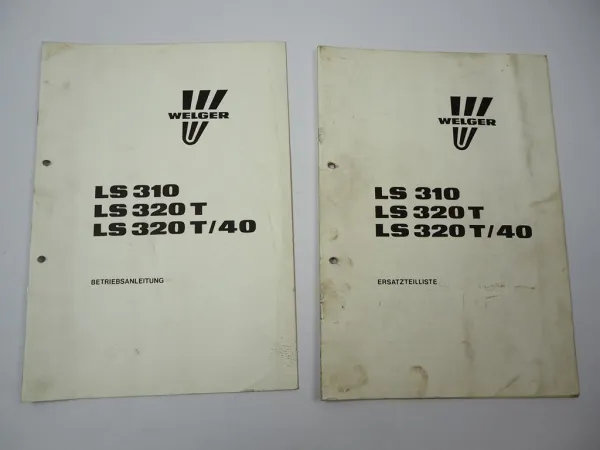 WELGER
LS 310
LS 320 T
LS 320 T/40
BETRIEBSANLEITUNG
WELGER
LS 310
LS 320 T
LS 320 T/40
ERSATZTEILLISTE